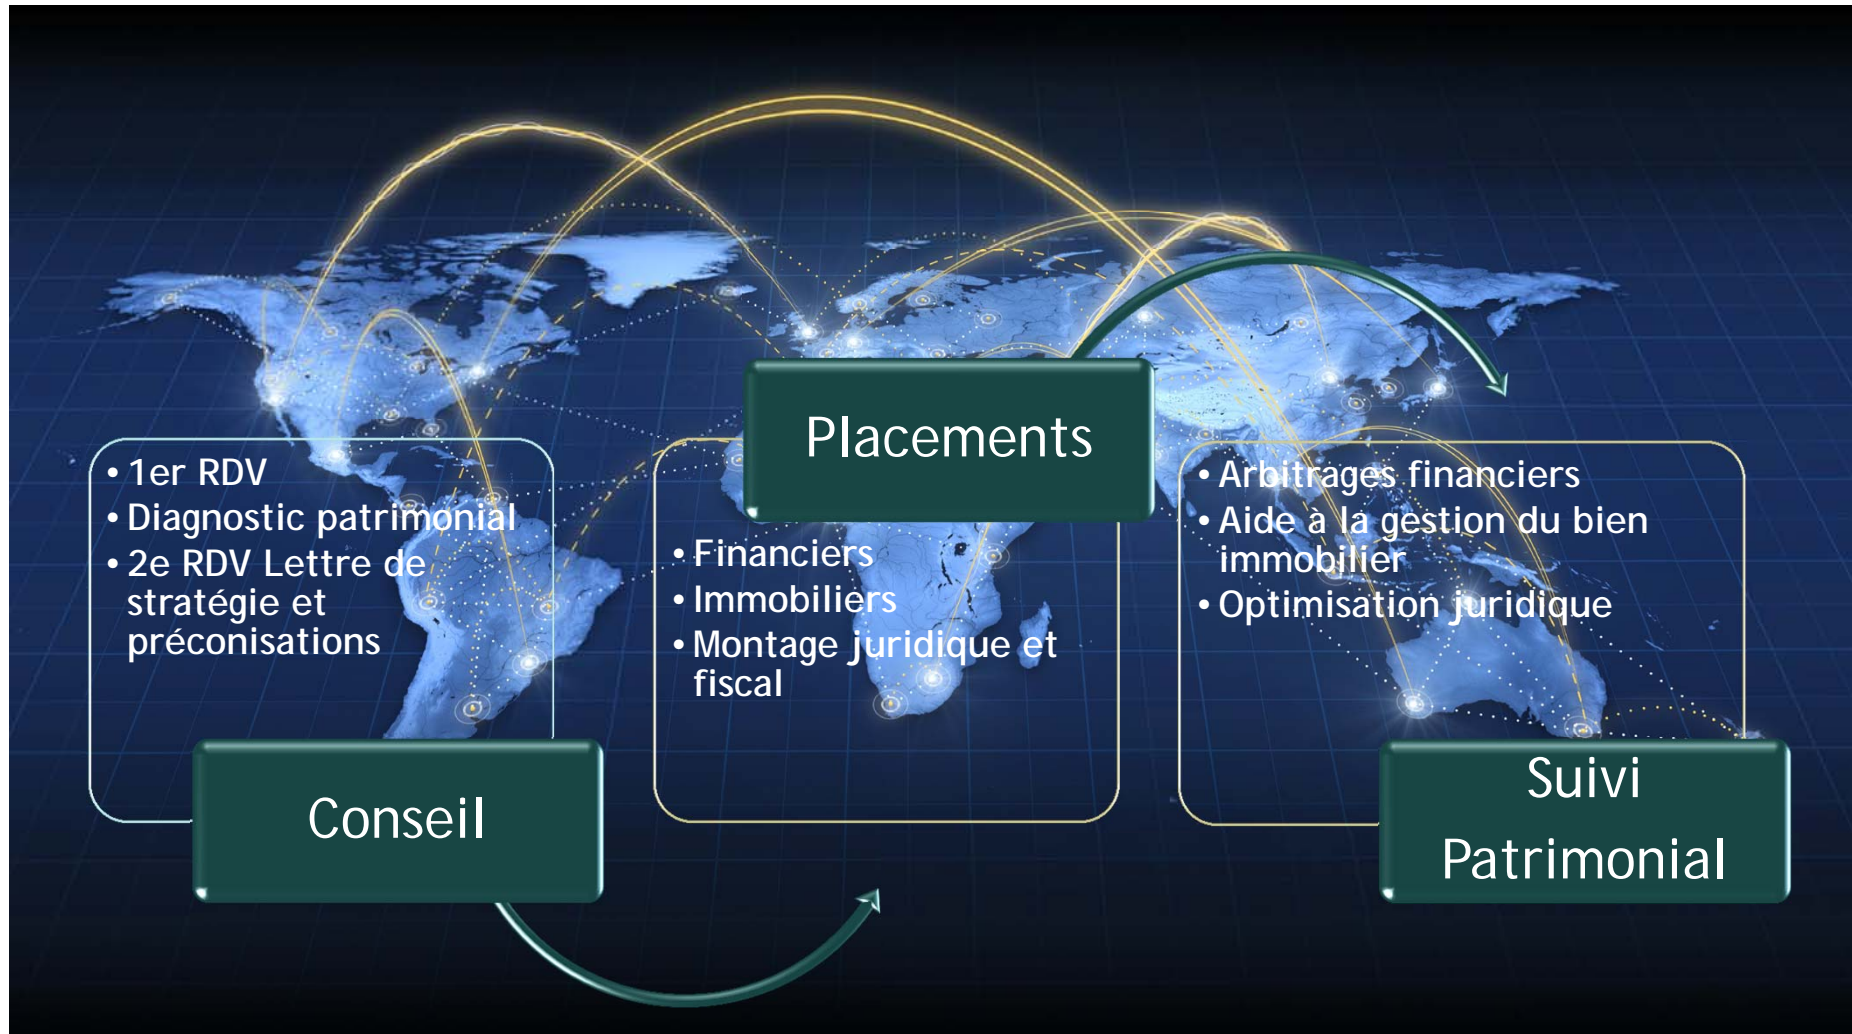 • 1er RDV
• Diagnostic patrimonial
• 2e RDV Lettre de
stratégie et
préconisations
Conseil
Placements
• Financiers
• Immobiliers
• Montage juridique et
fiscal
• Arbitrages financiers
• Aide à la gestion du bien
immobilier
• Optimisation juridique
Suivi
Patrimonial